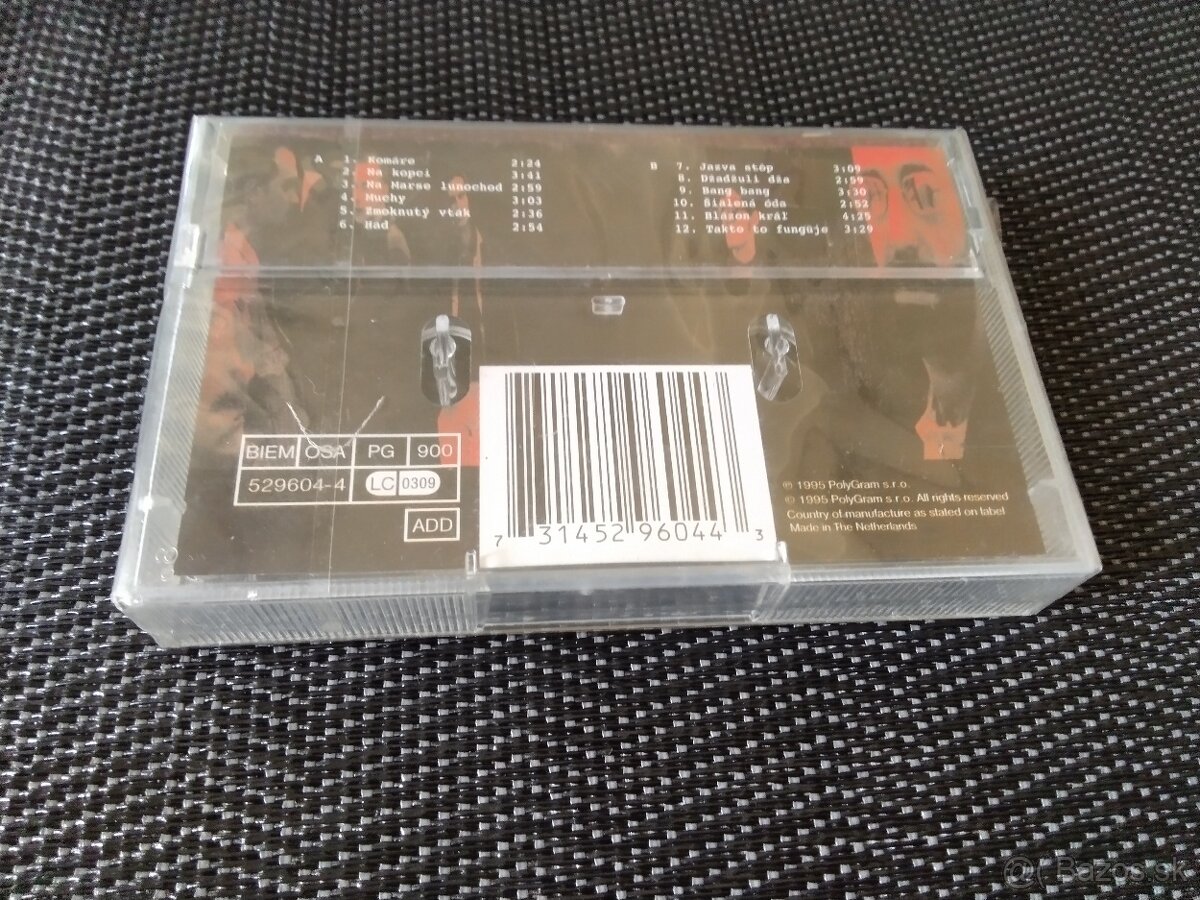 A 1. Komáre 2:24
2. Na kopci 3:41
3. Na Marse lunochod 2:59
4. Muchy 3:03
5. Zmoknutý vták 2:36
6. Had 2:54
B 7. Jazva stôp 3:09
8. Džadžuli dža 2:59
9. Bang bang 3:30
10. Šialená óda 2:52
11. Blázon kráľ 4:25
12. Takto to funguje 3:29
BIEM OSA PG 900
529604-4 LC 0309
ADD
7 31452 96044 3
℗ 1995 PolyGram s.r.o.
© 1995 PolyGram s.r.o. All rights reserved
Country of manufacture as stated on label
Made in The Netherlands
@( Bazos.sk